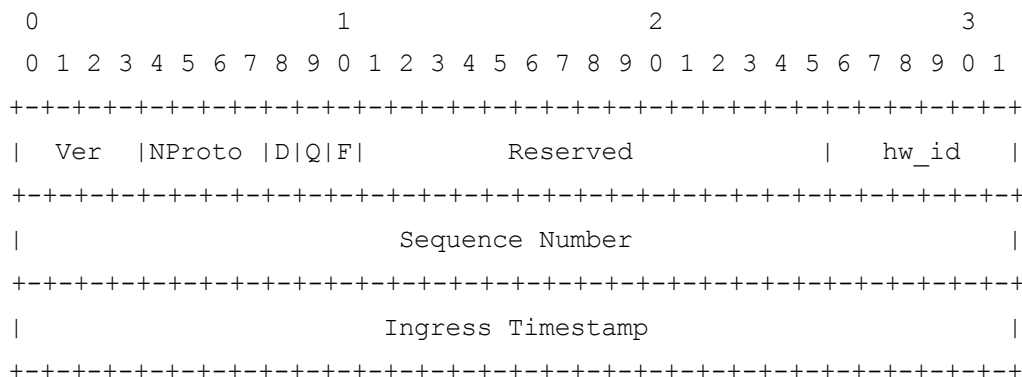 0                   1                   2                   3
 0 1 2 3 4 5 6 7 8 9 0 1 2 3 4 5 6 7 8 9 0 1 2 3 4 5 6 7 8 9 0 1
+-+-+-+-+-+-+-+-+-+-+-+-+-+-+-+-+-+-+-+-+-+-+-+-+-+-+-+-+-+-+-+-+
|  Ver  |NProto |D|Q|F|         Reserved            |   hw_id   |
+-+-+-+-+-+-+-+-+-+-+-+-+-+-+-+-+-+-+-+-+-+-+-+-+-+-+-+-+-+-+-+-+
|                        Sequence Number                        |
+-+-+-+-+-+-+-+-+-+-+-+-+-+-+-+-+-+-+-+-+-+-+-+-+-+-+-+-+-+-+-+-+
|                       Ingress Timestamp                       |
+-+-+-+-+-+-+-+-+-+-+-+-+-+-+-+-+-+-+-+-+-+-+-+-+-+-+-+-+-+-+-+-+